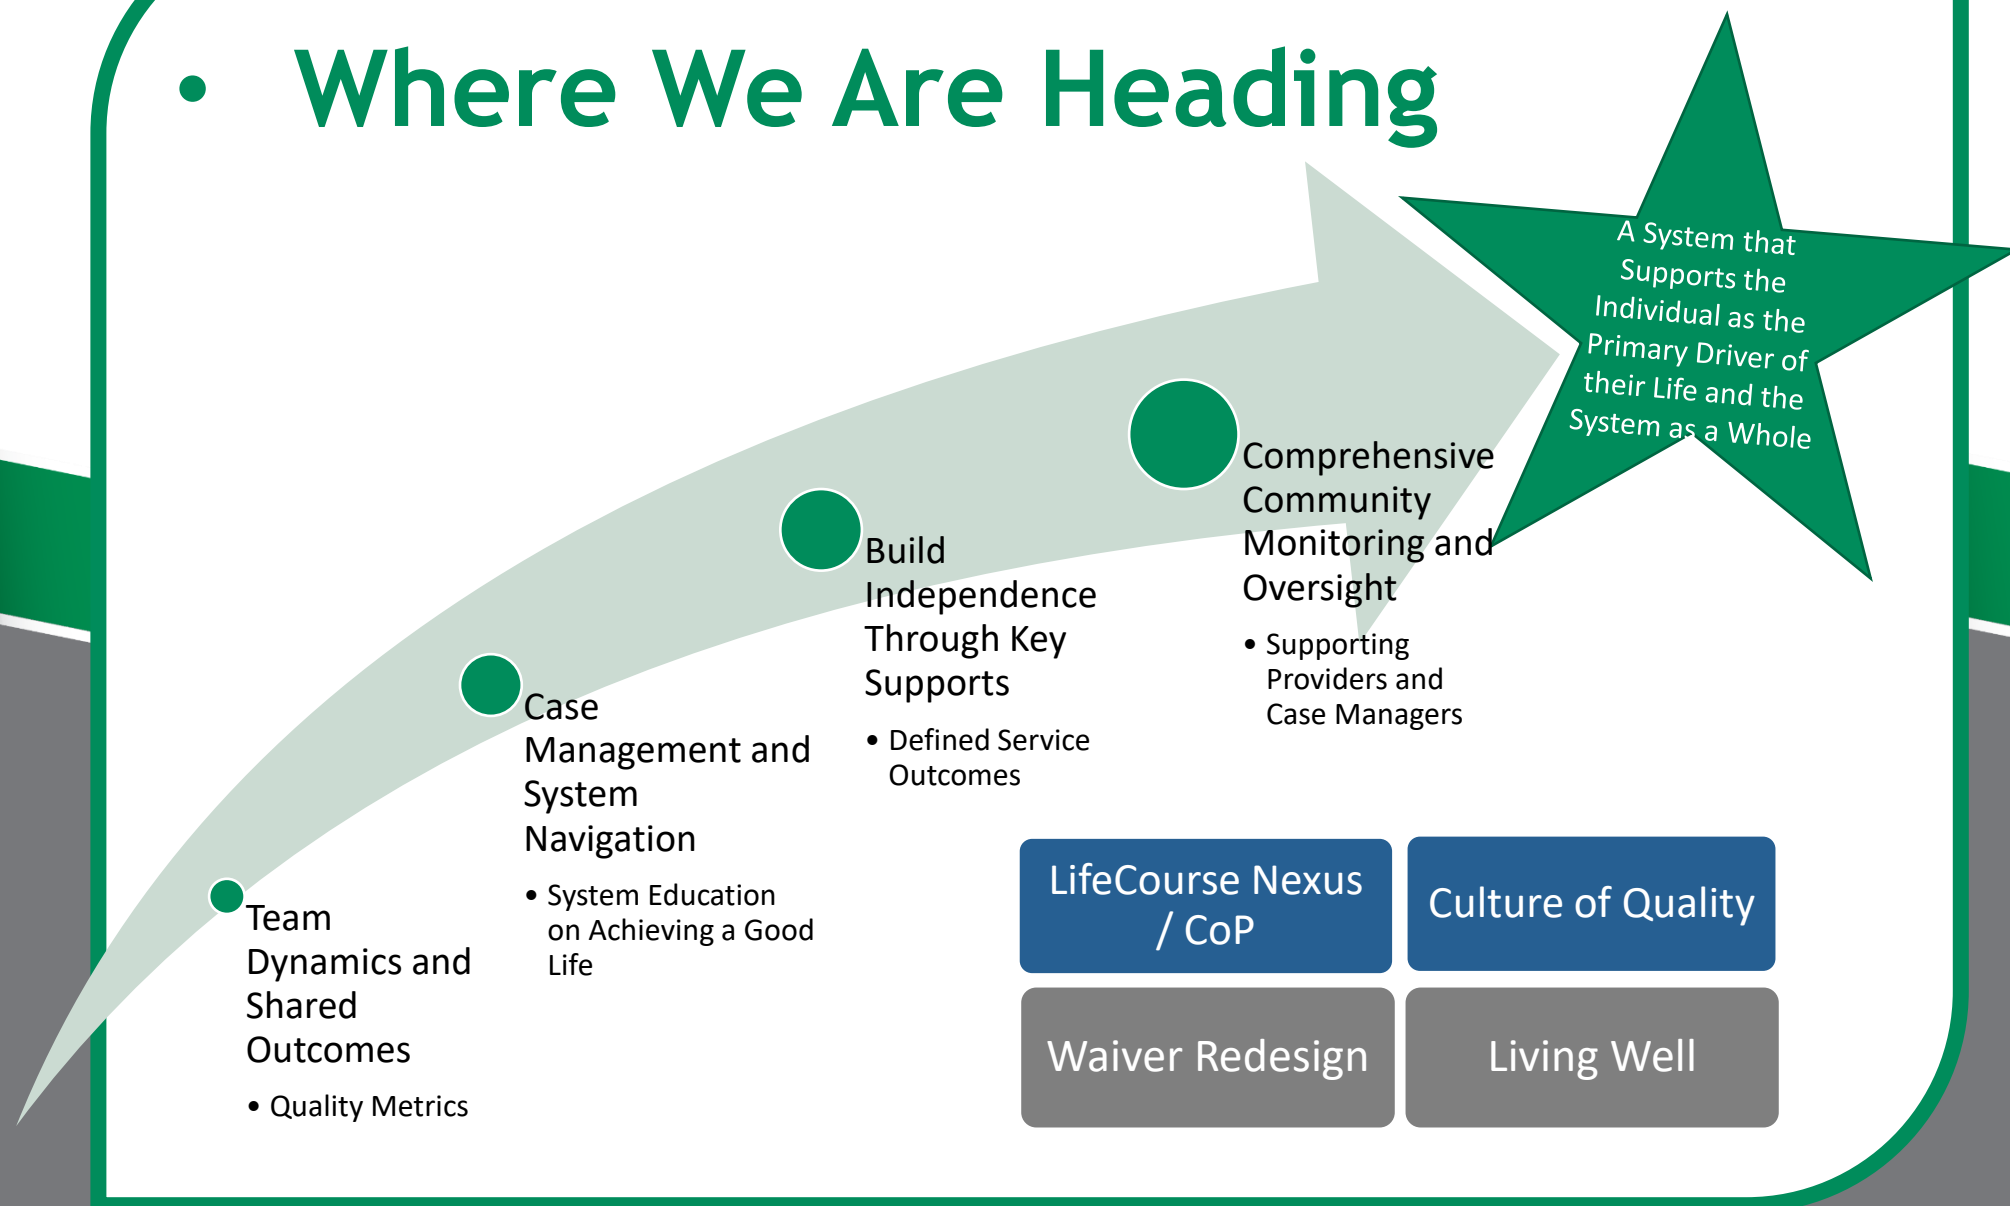 • Where We Are Heading
A System that
Supports the
Individual as the
Primary Driver of
their Life and the
System as a Whole
Comprehensive
Community
Monitoring and
Oversight
• Supporting
Providers and
Case Managers
Build
Independence
Through Key
Supports
• Defined Service
Outcomes
Case
Management and
System
Navigation
• System Education
on Achieving a Good
Life
Team
Dynamics and
Shared
Outcomes
• Quality Metrics
LifeCourse Nexus
/ CoP
Culture of Quality
Waiver Redesign
Living Well